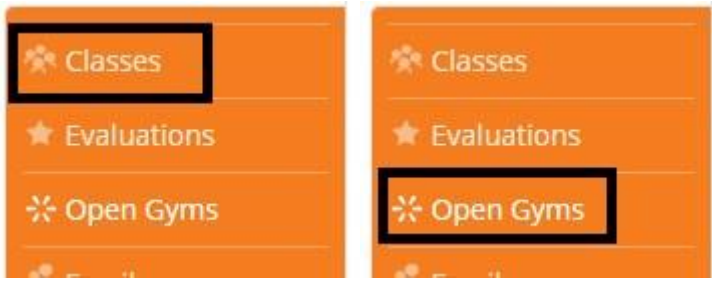 Classes
Evaluations
Open Gyms
Classes
Evaluations
Open Gyms